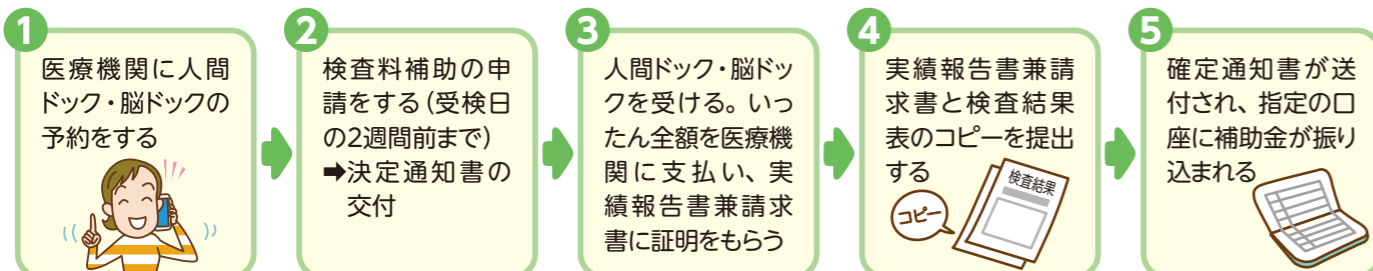 1
医療機関に人間
ドック・脳ドックの
予約をする
2
検査料補助の申
請をする(受検日
の2週間前まで)
➡決定通知書の
交付
3
人間ドック・脳ドッ
クを受ける。いっ
たん全額を医療機
関に支払い、実
績報告書兼請求
書に証明をもらう
4
実績報告書兼請
求書と検査結果
表のコピーを提出
する
検査結果
コピー
5
確定通知書が送
付され、指定の口
座に補助金が振り
込まれる